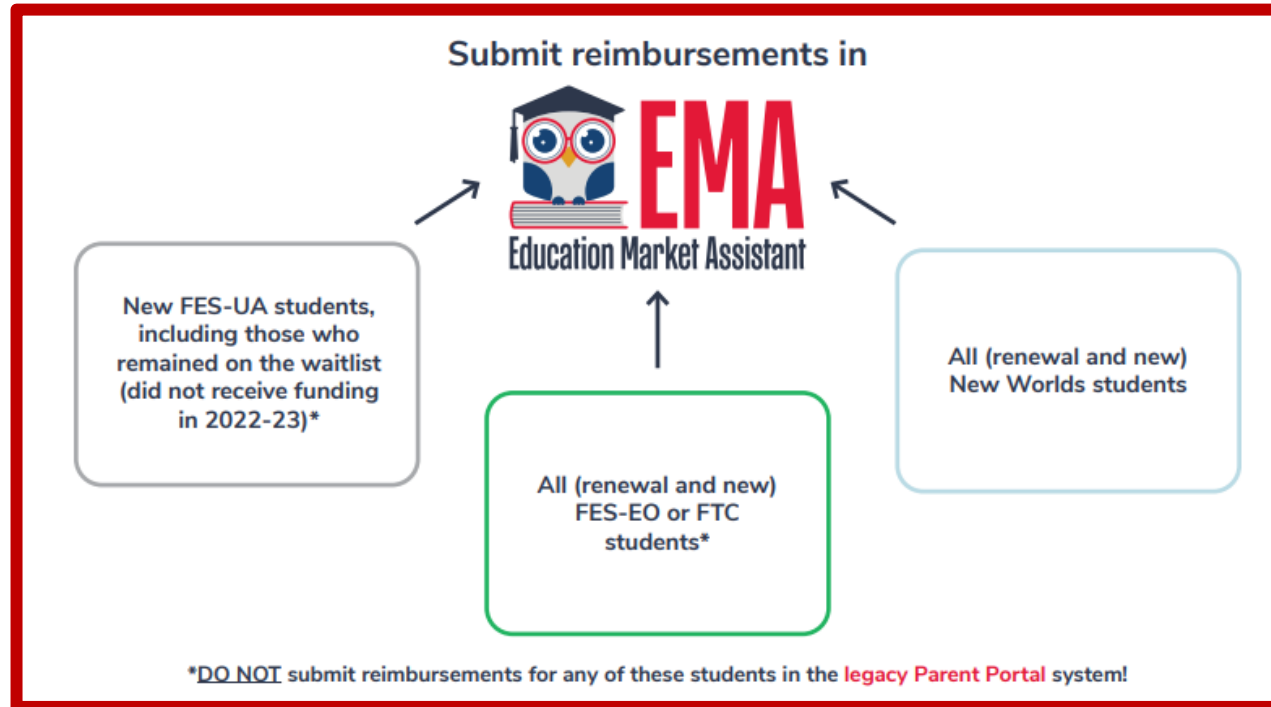 Submit reimbursements in
EMA
Education Market Assistant
New FES-UA students,
including those who
remained on the waitlist
(did not receive funding
in 2022-23)*
All (renewal and new)
FES-EO or FTC
students*
All (renewal and new)
New Worlds students
*DO NOT submit reimbursements for any of these students in the legacy Parent Portal system!